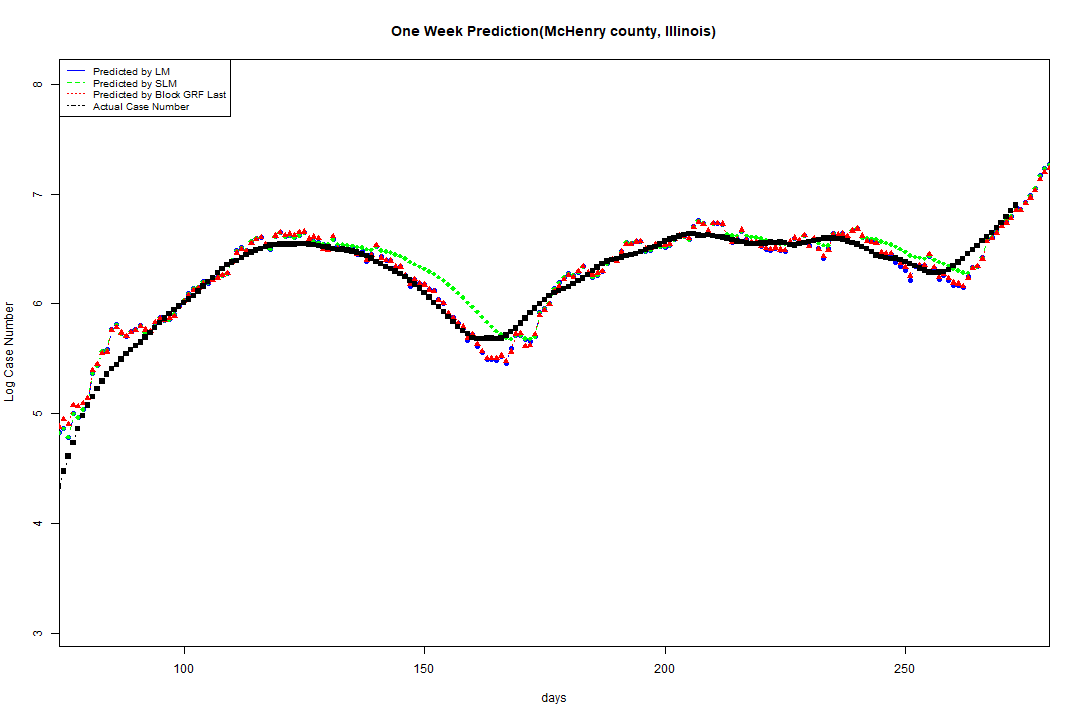 One Week Prediction(McHenry county, Illinois)
Predicted by LM
Predicted by SLM
Predicted by Block GRF Last
Actual Case Number
8
7
6
5
4
3
Log Case Number
100
150
200
250
days